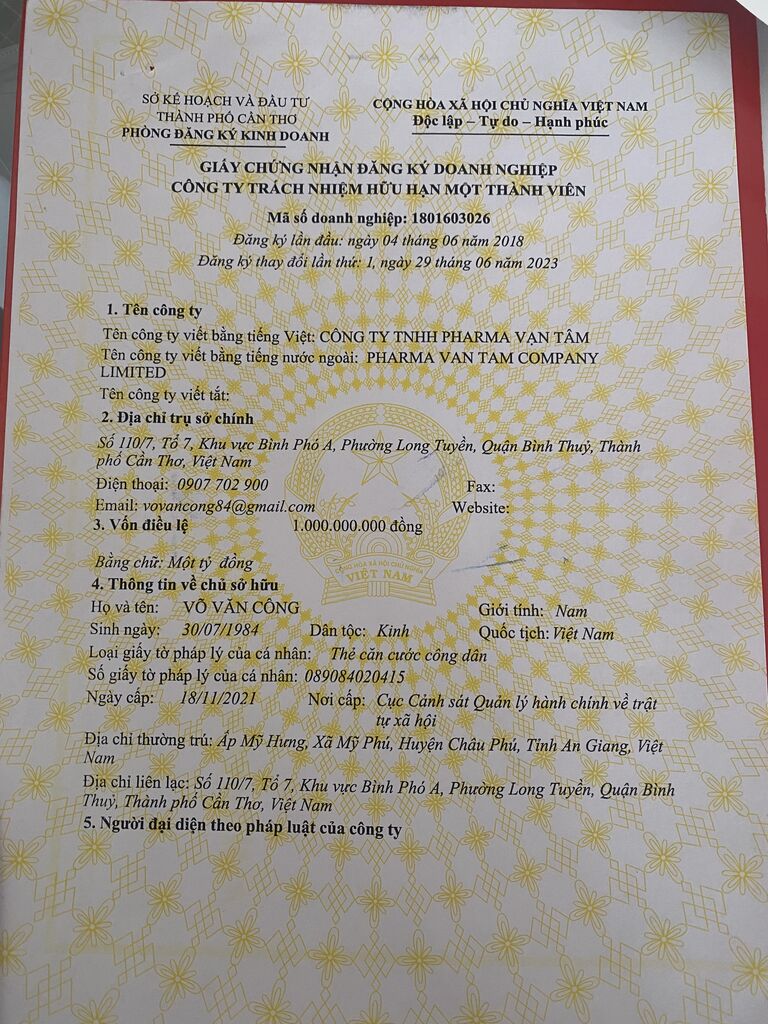 SỞ KẾ HOẠCH VÀ ĐẦU TƯ
THÀNH PHỐ CẦN THƠ
PHÒNG ĐĂNG KÝ KINH DOANH
CỘNG HÒA XÃ HỘI CHỦ NGHĨA VIỆT NAM
Độc lập – Tự do – Hạnh phúc
GIẤY CHỨNG NHẬN ĐĂNG KÝ DOANH NGHIỆP
CÔNG TY TRÁCH NHIỆM HỮU HẠN MỘT THÀNH VIÊN
Mã số doanh nghiệp: 1801603026
Đăng ký lần đầu: ngày 04 tháng 06 năm 2018
Đăng ký thay đổi lần thứ: 1, ngày 29 tháng 06 năm 2023
1. Tên công ty
Tên công ty viết bằng tiếng Việt: CÔNG TY TNHH PHARMA VẠN TÂM
Tên công ty viết bằng tiếng nước ngoài: PHARMA VAN TAM COMPANY
LIMITED
Tên công ty viết tắt:
2. Địa chỉ trụ sở chính
Số 110/7, Tổ 7, Khu vực Bình Phó A, Phường Long Tuyền, Quận Bình Thuỷ, Thành
phố Cần Thơ, Việt Nam
Điện thoại: 0907 702 900 Fax:
Email: vovancong84@gmail.com Website:
3. Vốn điều lệ 1.000.000.000 đồng
Bằng chữ: Một tỷ đồng
4. Thông tin về chủ sở hữu
Họ và tên: VÕ VĂN CÔNG Giới tính: Nam
Sinh ngày: 30/07/1984 Dân tộc: Kinh Quốc tịch: Việt Nam
Loại giấy tờ pháp lý của cá nhân: Thẻ căn cước công dân
Số giấy tờ pháp lý của cá nhân: 089084020415
Ngày cấp: 18/11/2021 Nơi cấp: Cục Cảnh sát Quản lý hành chính về trật
tự xã hội
Địa chỉ thường trú: Ấp Mỹ Hưng, Xã Mỹ Phú, Huyện Châu Phú, Tỉnh An Giang, Việt
Nam
Địa chỉ liên lạc: Số 110/7, Tổ 7, Khu vực Bình Phó A, Phường Long Tuyền, Quận Bình
Thuỷ, Thành phố Cần Thơ, Việt Nam
5. Người đại diện theo pháp luật của công ty
CỘNG HÒA XÃ HỘI CHỦ NGHĨA
VIỆT NAM